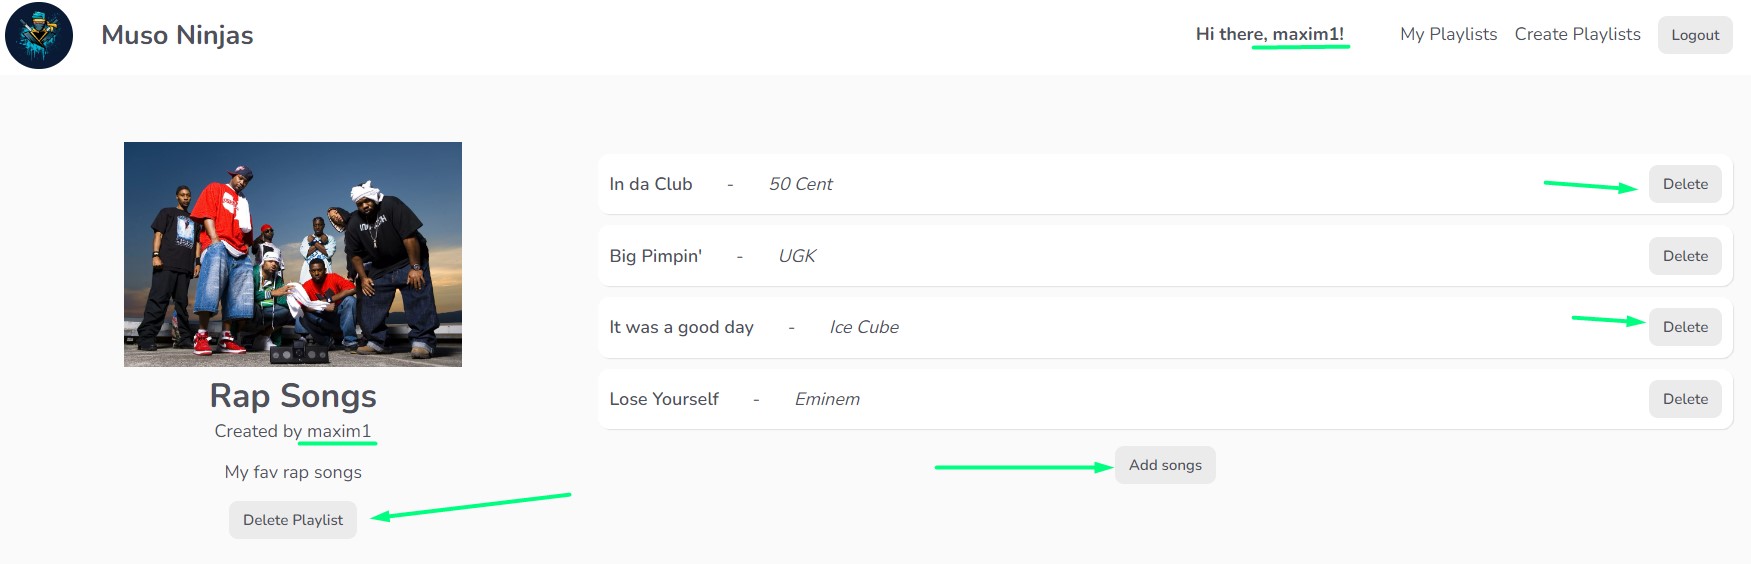 Muso Ninjas
Hi there, maxim1!
My Playlists
Create Playlists
Logout
Rap Songs
Created by maxim1
My fav rap songs
Delete Playlist
In da Club - 50 Cent
Delete
Big Pimpin' - UGK
Delete
It was a good day - Ice Cube
Delete
Lose Yourself - Eminem
Delete
Add songs